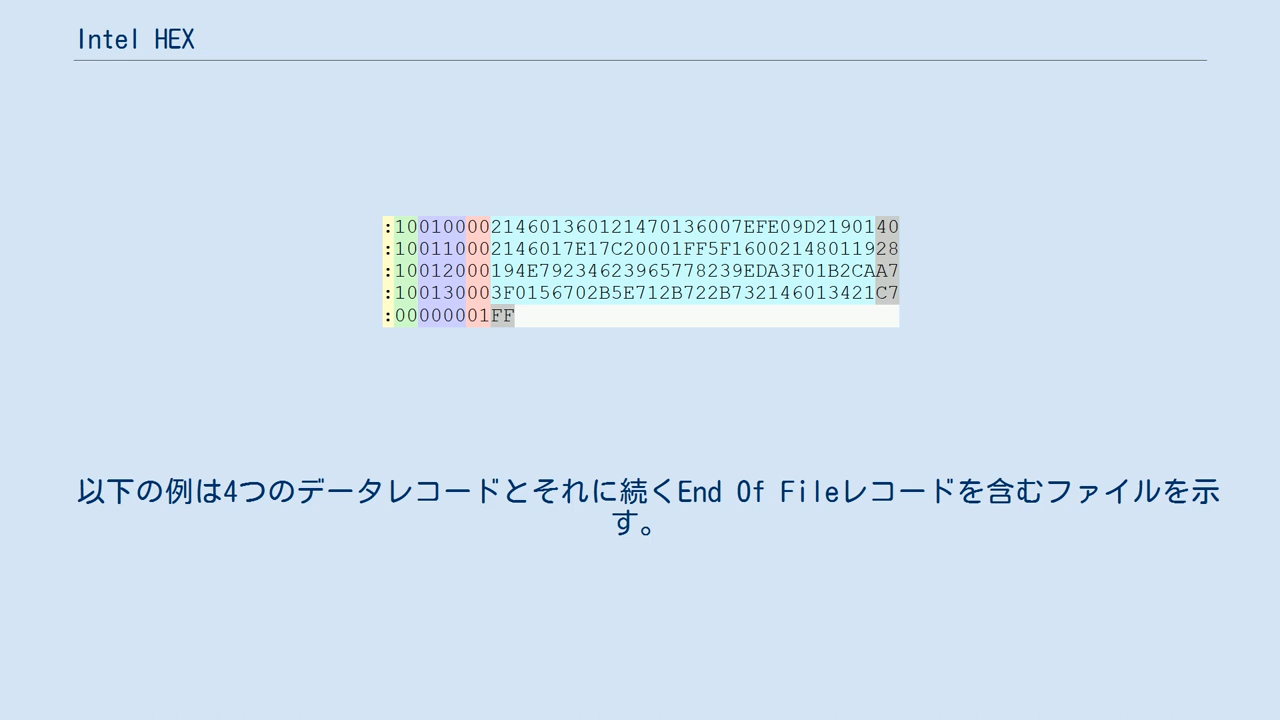 Intel HEX
:10010000214601360121470136007EFE09D2190140
:100110002146017E17C20001FF5F16002148011928
:10012000194E79234623965778239EDA3F01B2CAA7
:100130003F0156702B5E712B722B732146013421C7
:00000001FF
以下の例は4つのデータレコードとそれに続くEnd Of Fileレコードを含むファイルを示
す。